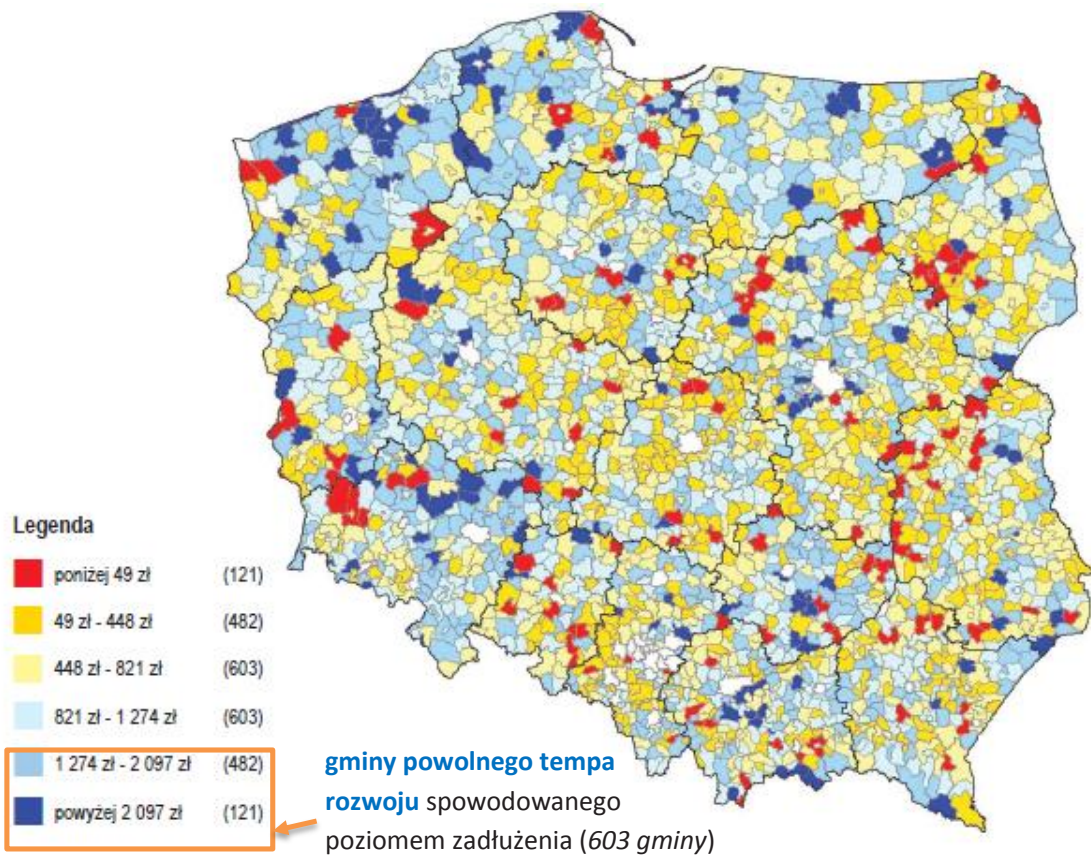 Legenda
poniżej 49 zł (121)
49 zł - 448 zł (482)
448 zł - 821 zł (603)
821 zł - 1 274 zł (603)
1 274 zł - 2 097 zł (482)
powyżej 2 097 zł (121)
gminy powolnego tempa
rozwoju spowodowanego
poziomem zadłużenia (603 gminy)